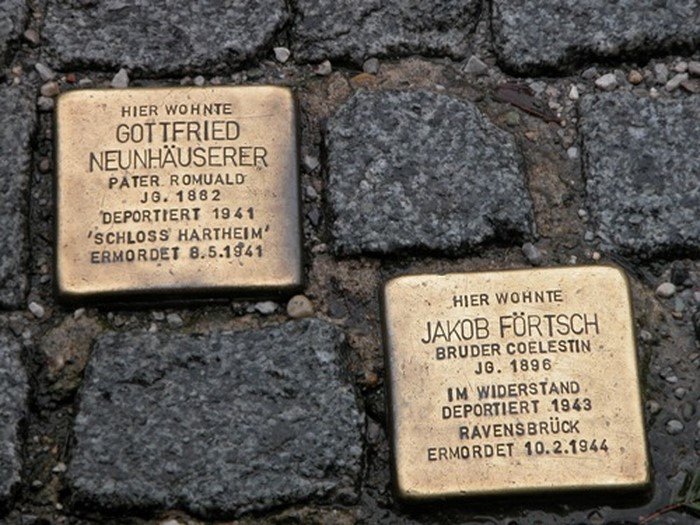 HIER WOHNTE
GOTTFRIED
NEUNHÄUSERER
PATER ROMUALD
JG. 1882
DEPORTIERT 1941
'SCHLOSS HARTHEIM'
ERMORDET 8.5.1941
HIER WOHNTE
JAKOB FÖRTSCH
BRUDER COELESTIN
JG. 1896
IM WIDERSTAND
DEPORTIERT 1943
RAVENSBRÜCK
ERMORDET 10.2.1944